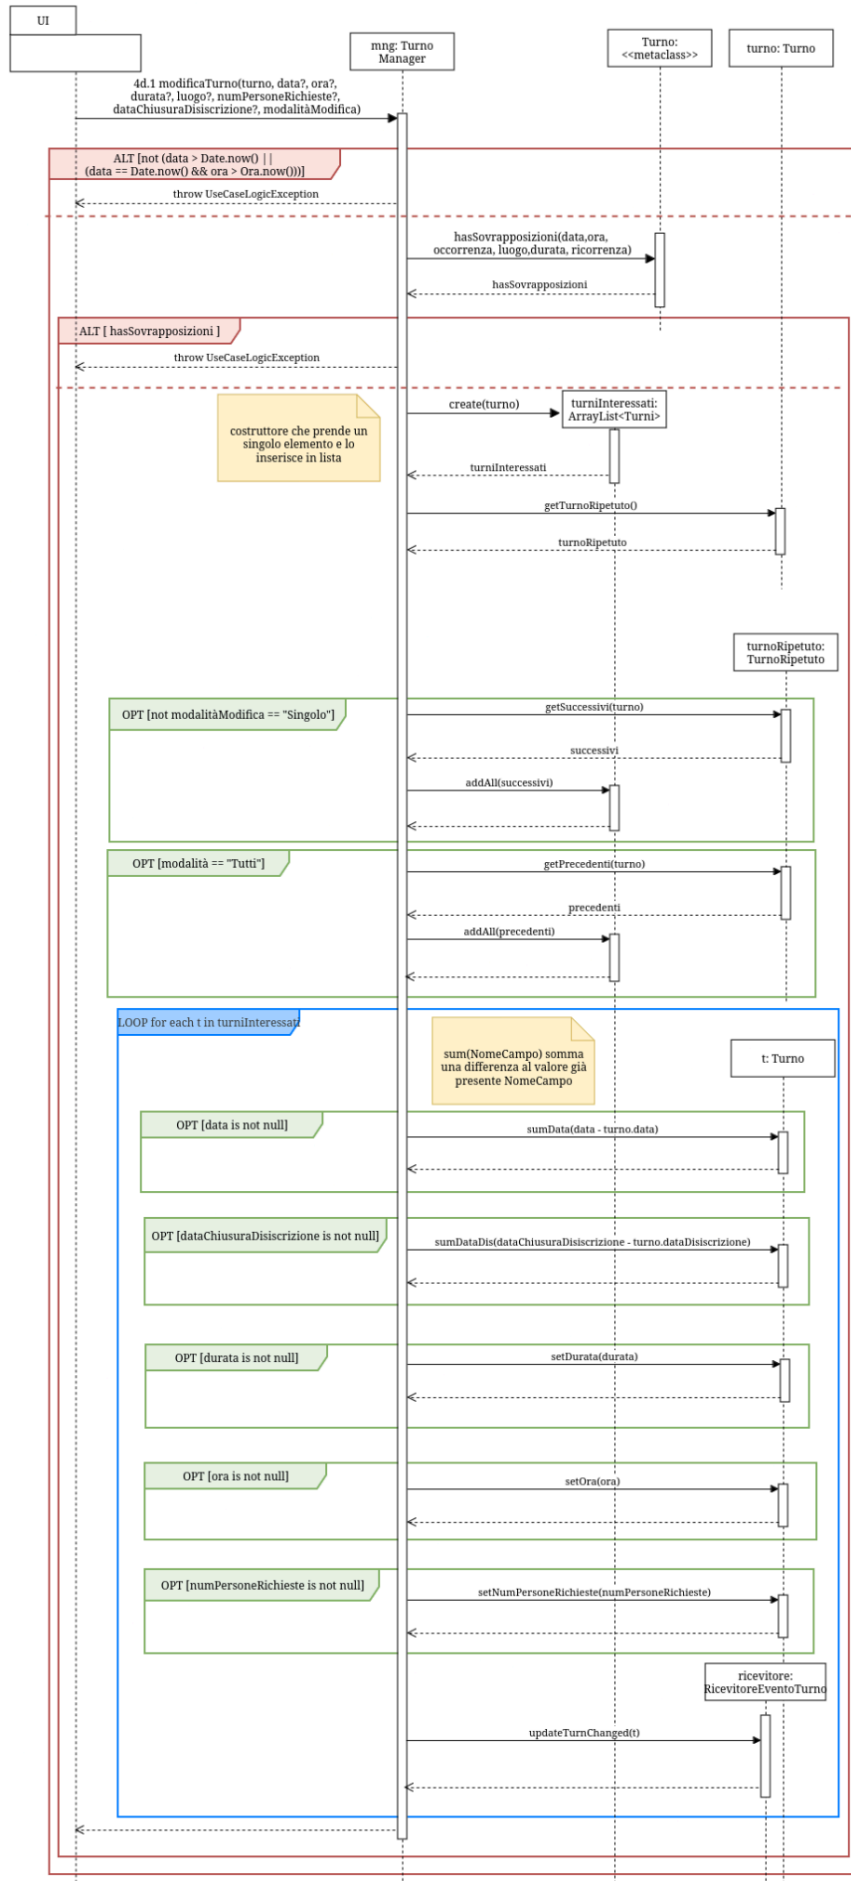 UI
mng: Turno
Manager
Turno:
<<metaclass>>
turno: Turno
4d.1 modificaTurno(turno, data?, ora?,
durata?, luogo?, numPersoneRichieste?,
dataChiusuraDisiscrizione?, modalitàModifica)
ALT [not (data > Date.now() ||
(data == Date.now() && ora > Ora.now()))]
throw UseCaseLogicException
hasSovrapposizioni(data,ora,
occorrenza, luogo,durata, ricorrenza)
hasSovrapposizioni
ALT [ hasSovrapposizioni ]
throw UseCaseLogicException
costruttore che prende un
singolo elemento e lo
inserisce in lista
create(turno)
turniInteressati:
ArrayList<Turni>
turniInteressati
getTurnoRipetuto()
turnoRipetuto
turnoRipetuto:
TurnoRipetuto
OPT [not modalitàModifica == "Singolo"]
getSuccessivi(turno)
successivi
addAll(successivi)
OPT [modalità == "Tutti"]
getPrecedenti(turno)
precedenti
addAll(precedenti)
LOOP for each t in turniInteressati
sum(NomeCampo) somma
una differenza al valore già
presente NomeCampo
t: Turno
OPT [data is not null]
sumData(data - turno.data)
OPT [dataChiusuraDisiscrizione is not null]
sumDataDis(dataChiusuraDisiscrizione - turno.dataDisiscrizione)
OPT [durata is not null]
setDurata(durata)
OPT [ora is not null]
setOra(ora)
OPT [numPersoneRichieste is not null]
setNumPersoneRichieste(numPersoneRichieste)
ricevitore:
RicevitoreEventoTurno
updateTurnChanged(t)